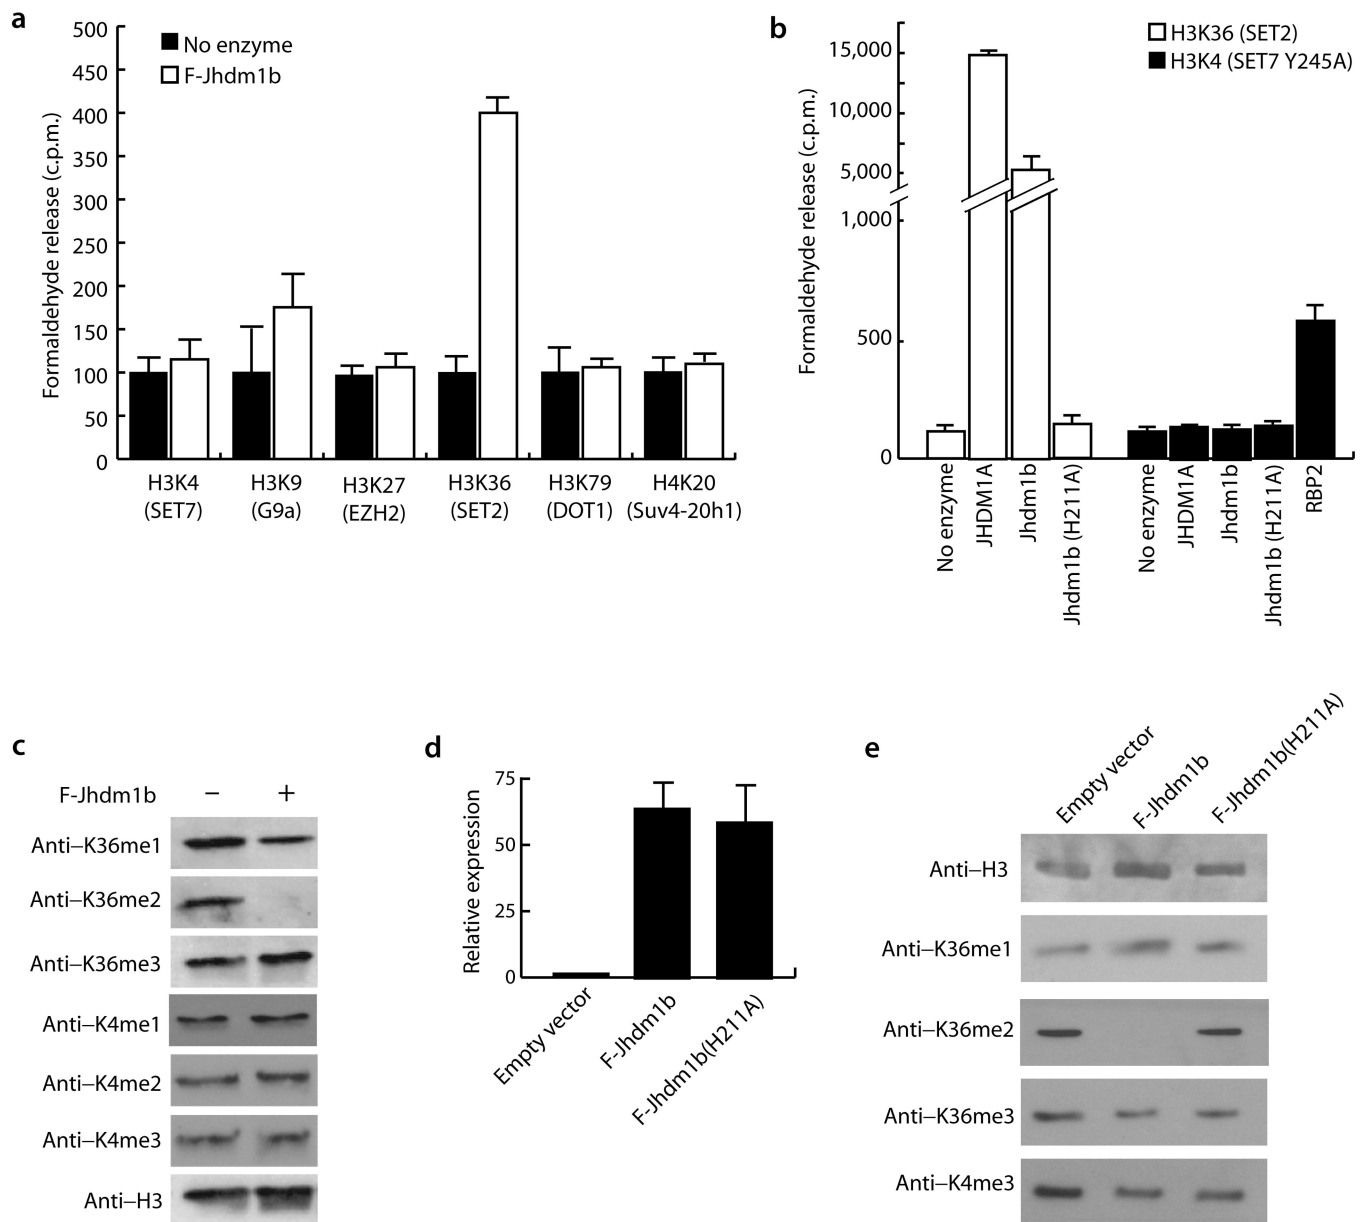 a
No enzyme
F-Jhdm1b
Formaldehyde release (c.p.m.)
500
450
400
350
300
250
200
150
100
50
0
H3K4
(SET7)
H3K9
(G9a)
H3K27
(EZH2)
H3K36
(SET2)
H3K79
(DOT1)
H4K20
(Suv4-20h1)
b
H3K36 (SET2)
H3K4 (SET7 Y245A)
Formaldehyde release (c.p.m.)
15,000
10,000
5,000
1,000
500
0
No enzyme
JHDM1A
Jhdm1b
Jhdm1b (H211A)
No enzyme
JHDM1A
Jhdm1b
Jhdm1b (H211A)
RBP2
c
F-Jhdm1b − +
Anti–K36me1
Anti–K36me2
Anti–K36me3
Anti–K4me1
Anti–K4me2
Anti–K4me3
Anti–H3
d
Relative expression
75
50
25
0
Empty vector
F-Jhdm1b
F-Jhdm1b(H211A)
e
Empty vector
F-Jhdm1b
F-Jhdm1b(H211A)
Anti–H3
Anti–K36me1
Anti–K36me2
Anti–K36me3
Anti–K4me3